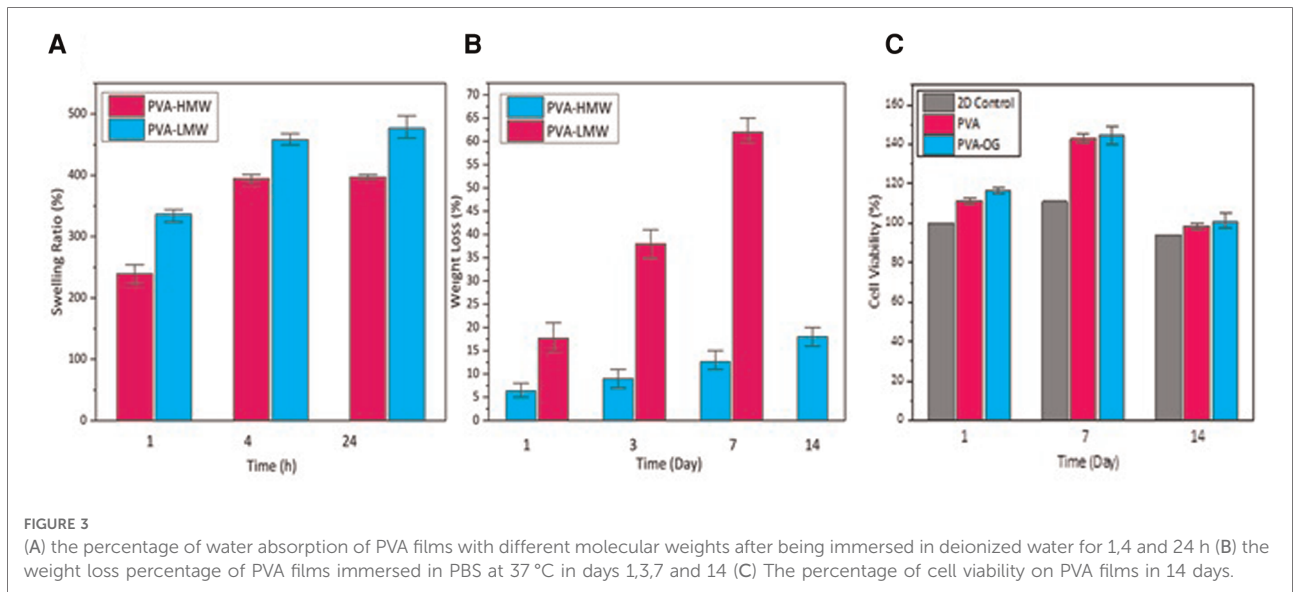 A
B
C
PVA-HMW
PVA-LMW
500
400
300
200
100
0
Swelling Ratio (%)
1 4 24
Time (h)
PVA-HMW
PVA-LMW
70
65
60
55
50
45
40
35
30
25
20
15
10
5
0
Weight Loss (%)
1 3 7 14
Time (Day)
2D Control
PVA
PVA-OG
160
140
120
100
80
60
40
20
0
Cell Viability (%)
1 7 14
Time (Day)
FIGURE 3
(A) the percentage of water absorption of PVA films with different molecular weights after being immersed in deionized water for 1,4 and 24 h (B) the
weight loss percentage of PVA films immersed in PBS at 37 °C in days 1,3,7 and 14 (C) The percentage of cell viability on PVA films in 14 days.